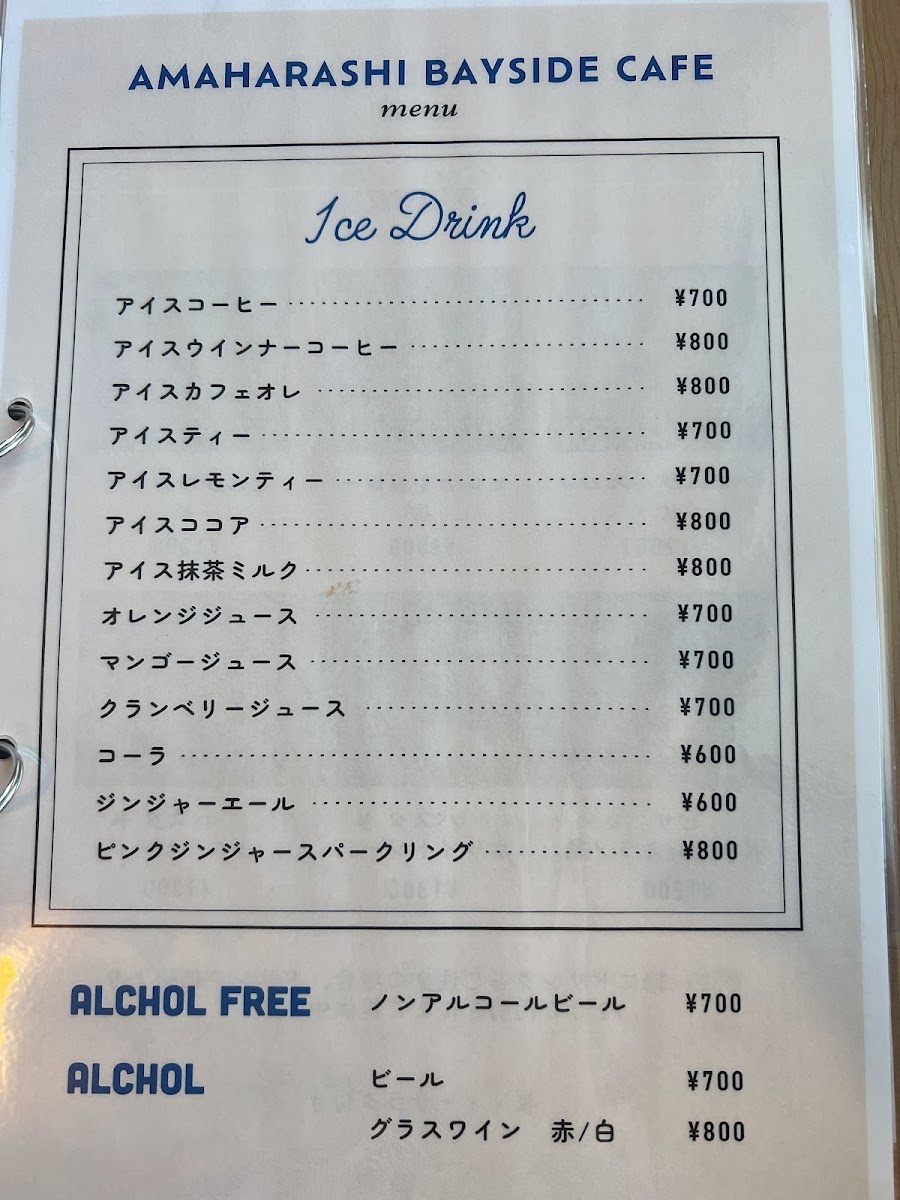 AMAHARASHI BAYSIDE CAFE
menu
Ice Drink
アイスコーヒー ¥700
アイスウインナーコーヒー ¥800
アイスカフェオレ ¥800
アイスティー ¥700
アイスレモンティー ¥700
アイスココア ¥800
アイス抹茶ミルク ¥800
オレンジジュース ¥700
マンゴージュース ¥700
クランベリージュース ¥700
コーラ ¥600
ジンジャーエール ¥600
ピンクジンジャースパークリング ¥800
ALCHOL FREE ノンアルコールビール ¥700
ALCHOL ビール ¥700
グラスワイン 赤/白 ¥800